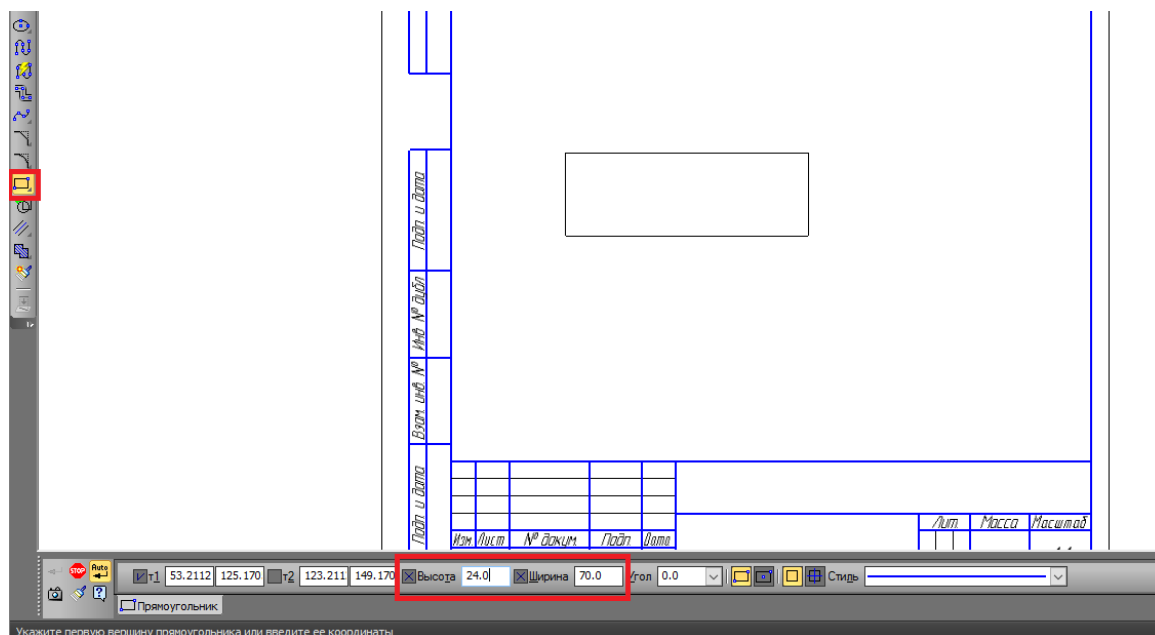 Подп. и дата
Инв. № дубл.
Взам. инв. №
Подп. и дата
Изм. Лист № докум. Подп. Дата
Лит. Масса Масштаб
STOP Auto т1 53.2112 125.170 т2 123.211 149.170 Высота 24.0 Ширина 70.0 Угол 0.0 Стиль
Прямоугольник
Укажите первую вершину прямоугольника или введите ее координаты